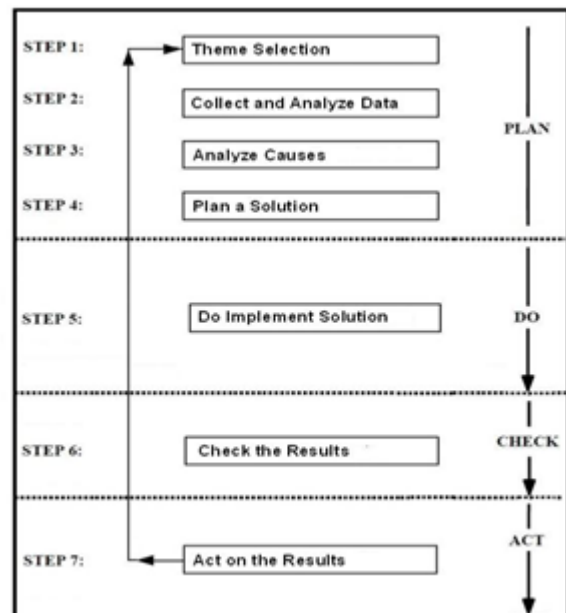 STEP 1: Theme Selection
STEP 2: Collect and Analyze Data
PLAN
STEP 3: Analyze Causes
STEP 4: Plan a Solution
STEP 5: Do Implement Solution DO
STEP 6: Check the Results CHECK
ACT
STEP 7: Act on the Results